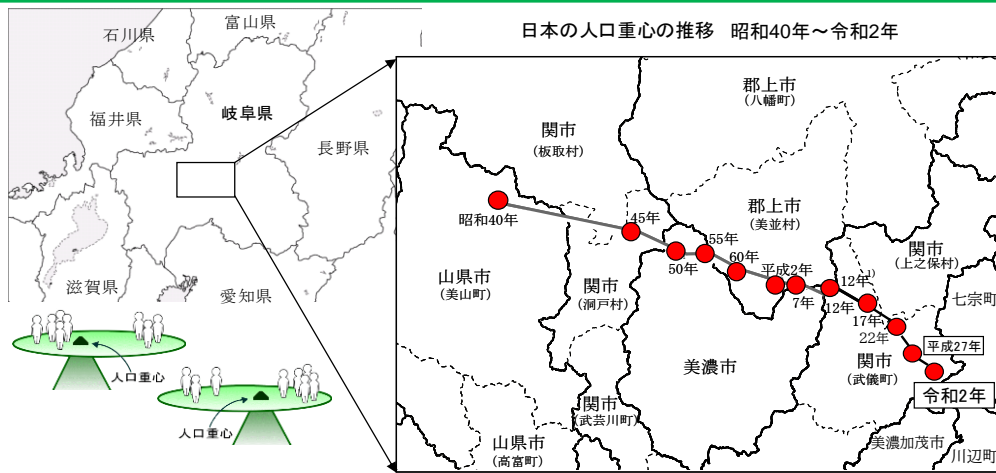 日本の人口重心の推移 昭和40年～令和2年
石川県
富山県
福井県
岐阜県
長野県
滋賀県
愛知県
人口重心
人口重心
郡上市
(八幡町)
関市
(板取村)
昭和40年
45年
郡上市
(美並村)
50年
55年
60年
平成2年
7年
12年
12年
17年
22年
平成27年
令和2年
関市
(上之保村)
七宗町
山県市
(美山町)
関市
(洞戸村)
美濃市
関市
(武儀町)
関市
(武芸川町)
山県市
(高富町)
美濃加茂市
川辺町